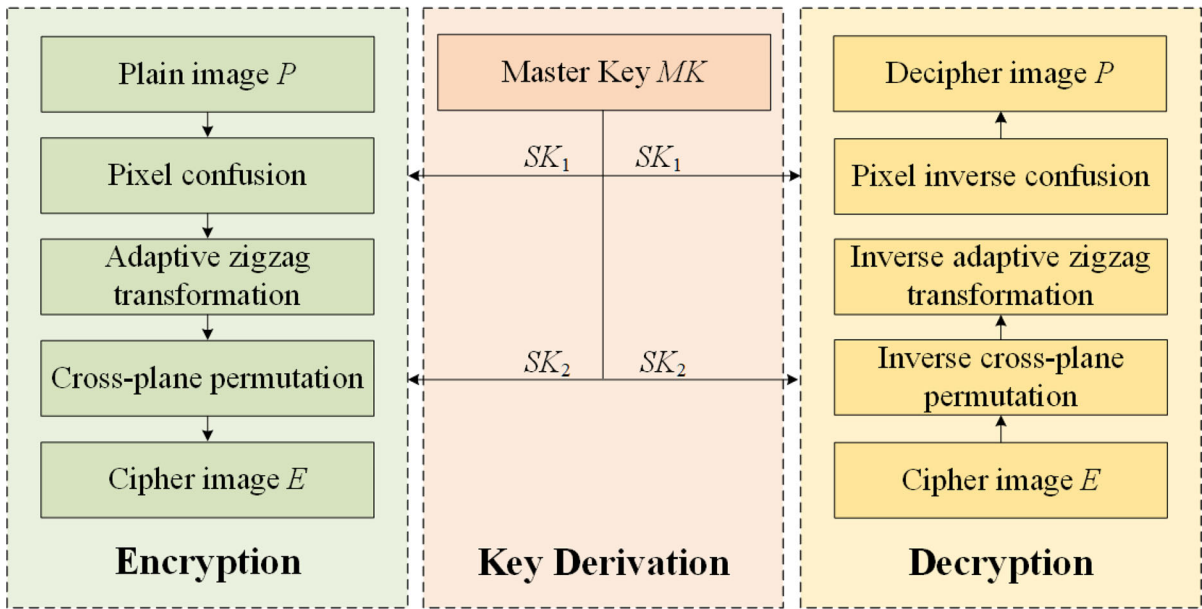 Plain image P
Pixel confusion
Adaptive zigzag
transformation
Cross-plane permutation
Cipher image E
Encryption
Master Key MK
SK₁ SK₁
SK₂ SK₂
Key Derivation
Decipher image P
Pixel inverse confusion
Inverse adaptive zigzag
transformation
Inverse cross-plane
permutation
Cipher image E
Decryption